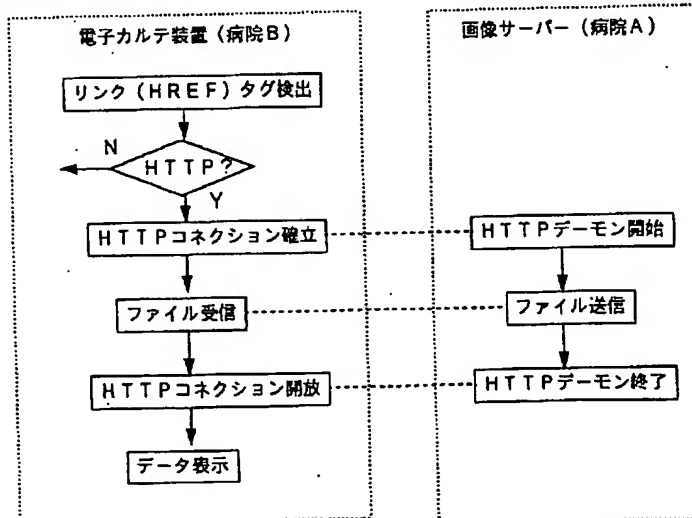 電子カルテ装置（病院B）
リンク（HREF）タグ検出
HTTP？
N
Y
HTTPコネクション確立
ファイル受信
HTTPコネクション開放
データ表示
画像サーバー（病院A）
HTTPデーモン開始
ファイル送信
HTTPデーモン終了